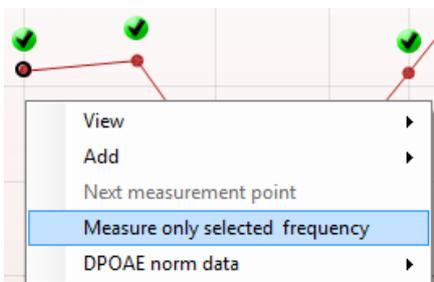 View
Add
Next measurement point
Measure only selected  frequency
DPOAE norm data